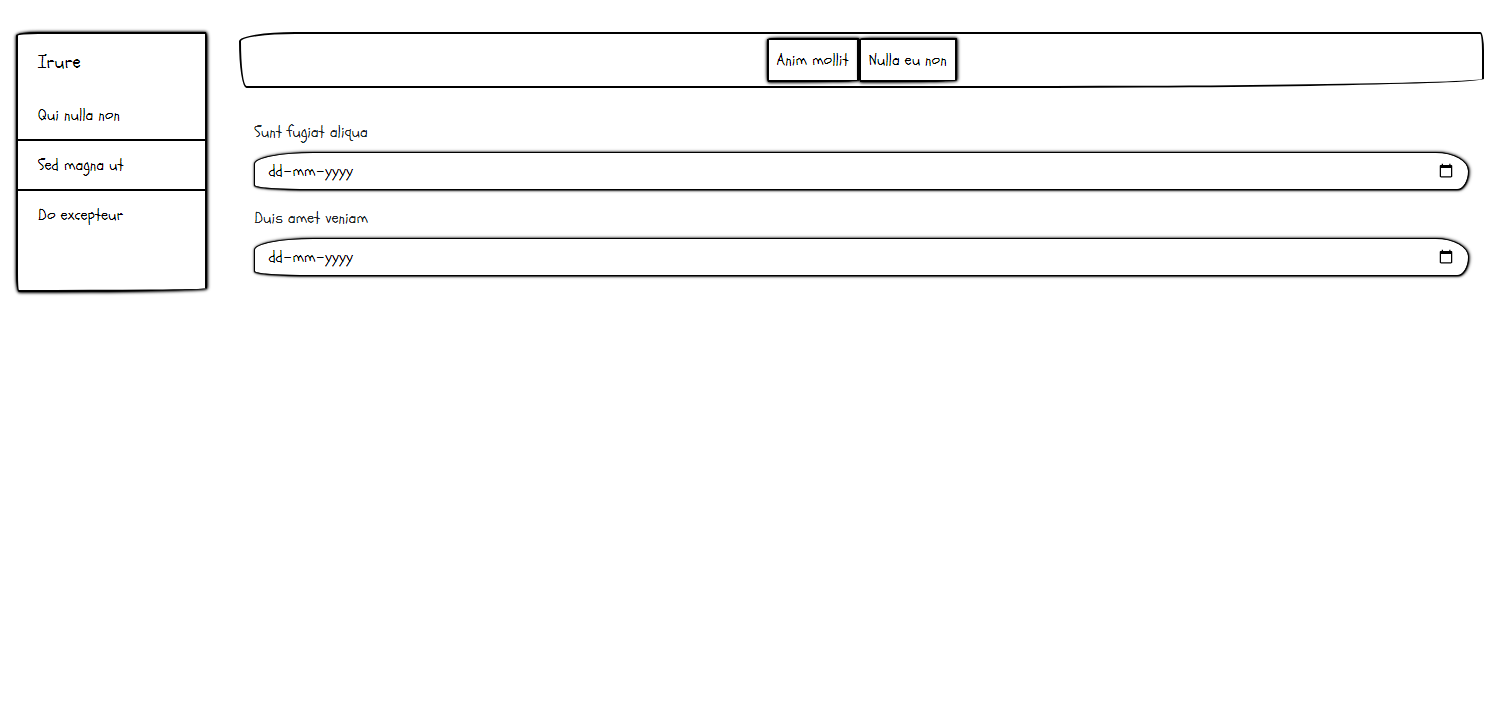 Irure
Qui nulla non
Sed magna ut
Do excepteur
Anim mollit
Nulla eu non
Sunt fugiat aliqua
dd-mm-yyyy
Duis amet veniam
dd-mm-yyyy